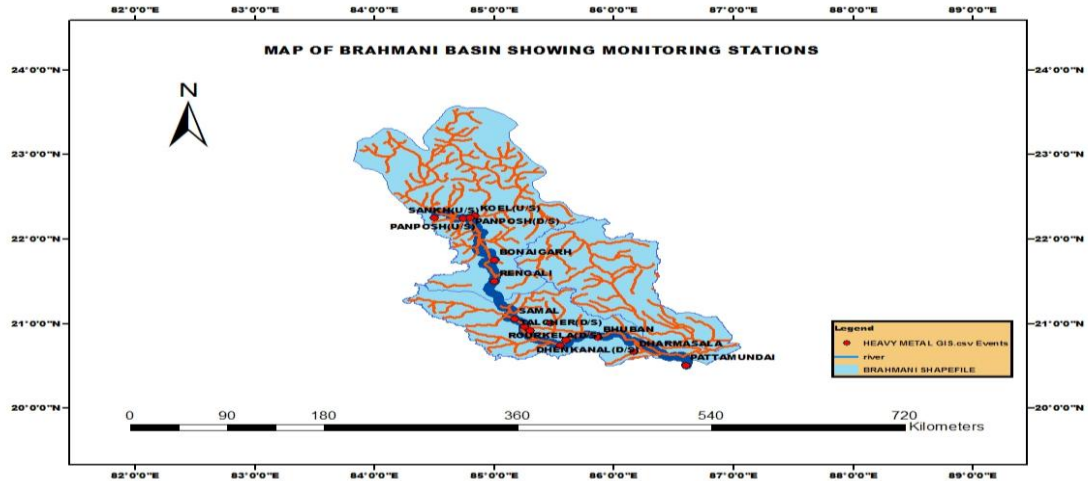 82°0'0"E 83°0'0"E 84°0'0"E 85°0'0"E 86°0'0"E 87°0'0"E 88°0'0"E 89°0'0"E
MAP OF BRAHMANI BASIN SHOWING MONITORING STATIONS
24°0'0"N 24°0'0"N
N
23°0'0"N 23°0'0"N
SANKH(U/S) KOEL(U/S)
PANPOSH(U/S) PANPOSH(D/S)
22°0'0"N 22°0'0"N
BONAIGARH
RENGALI
SAMAL
21°0'0"N TALCHER(D/S) 21°0'0"N
ROURKELA(D/S) BHUBAN
DHENKANAL(D/S) DHARMASALA
PATTAMUNDAI
Legend
HEAVY METAL GIS.csv Events
river
BRAHMANI SHAPEFILE
20°0'0"N 20°0'0"N
0 90 180 360 540 720
Kilometers
82°0'0"E 83°0'0"E 84°0'0"E 85°0'0"E 86°0'0"E 87°0'0"E 88°0'0"E 89°0'0"E